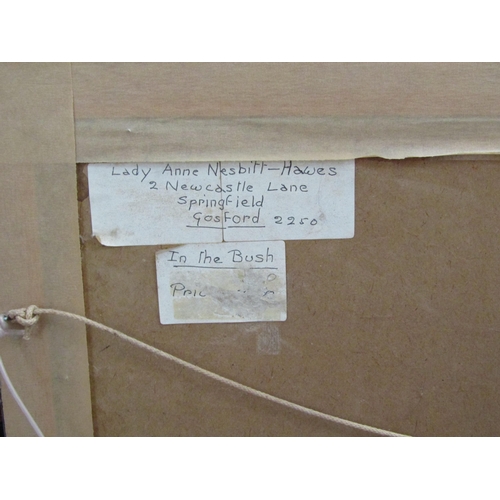 Lady Anne Nesbitt-Hawes
2 Newcastle Lane
Springfield
Gosford 2250
In the Bush